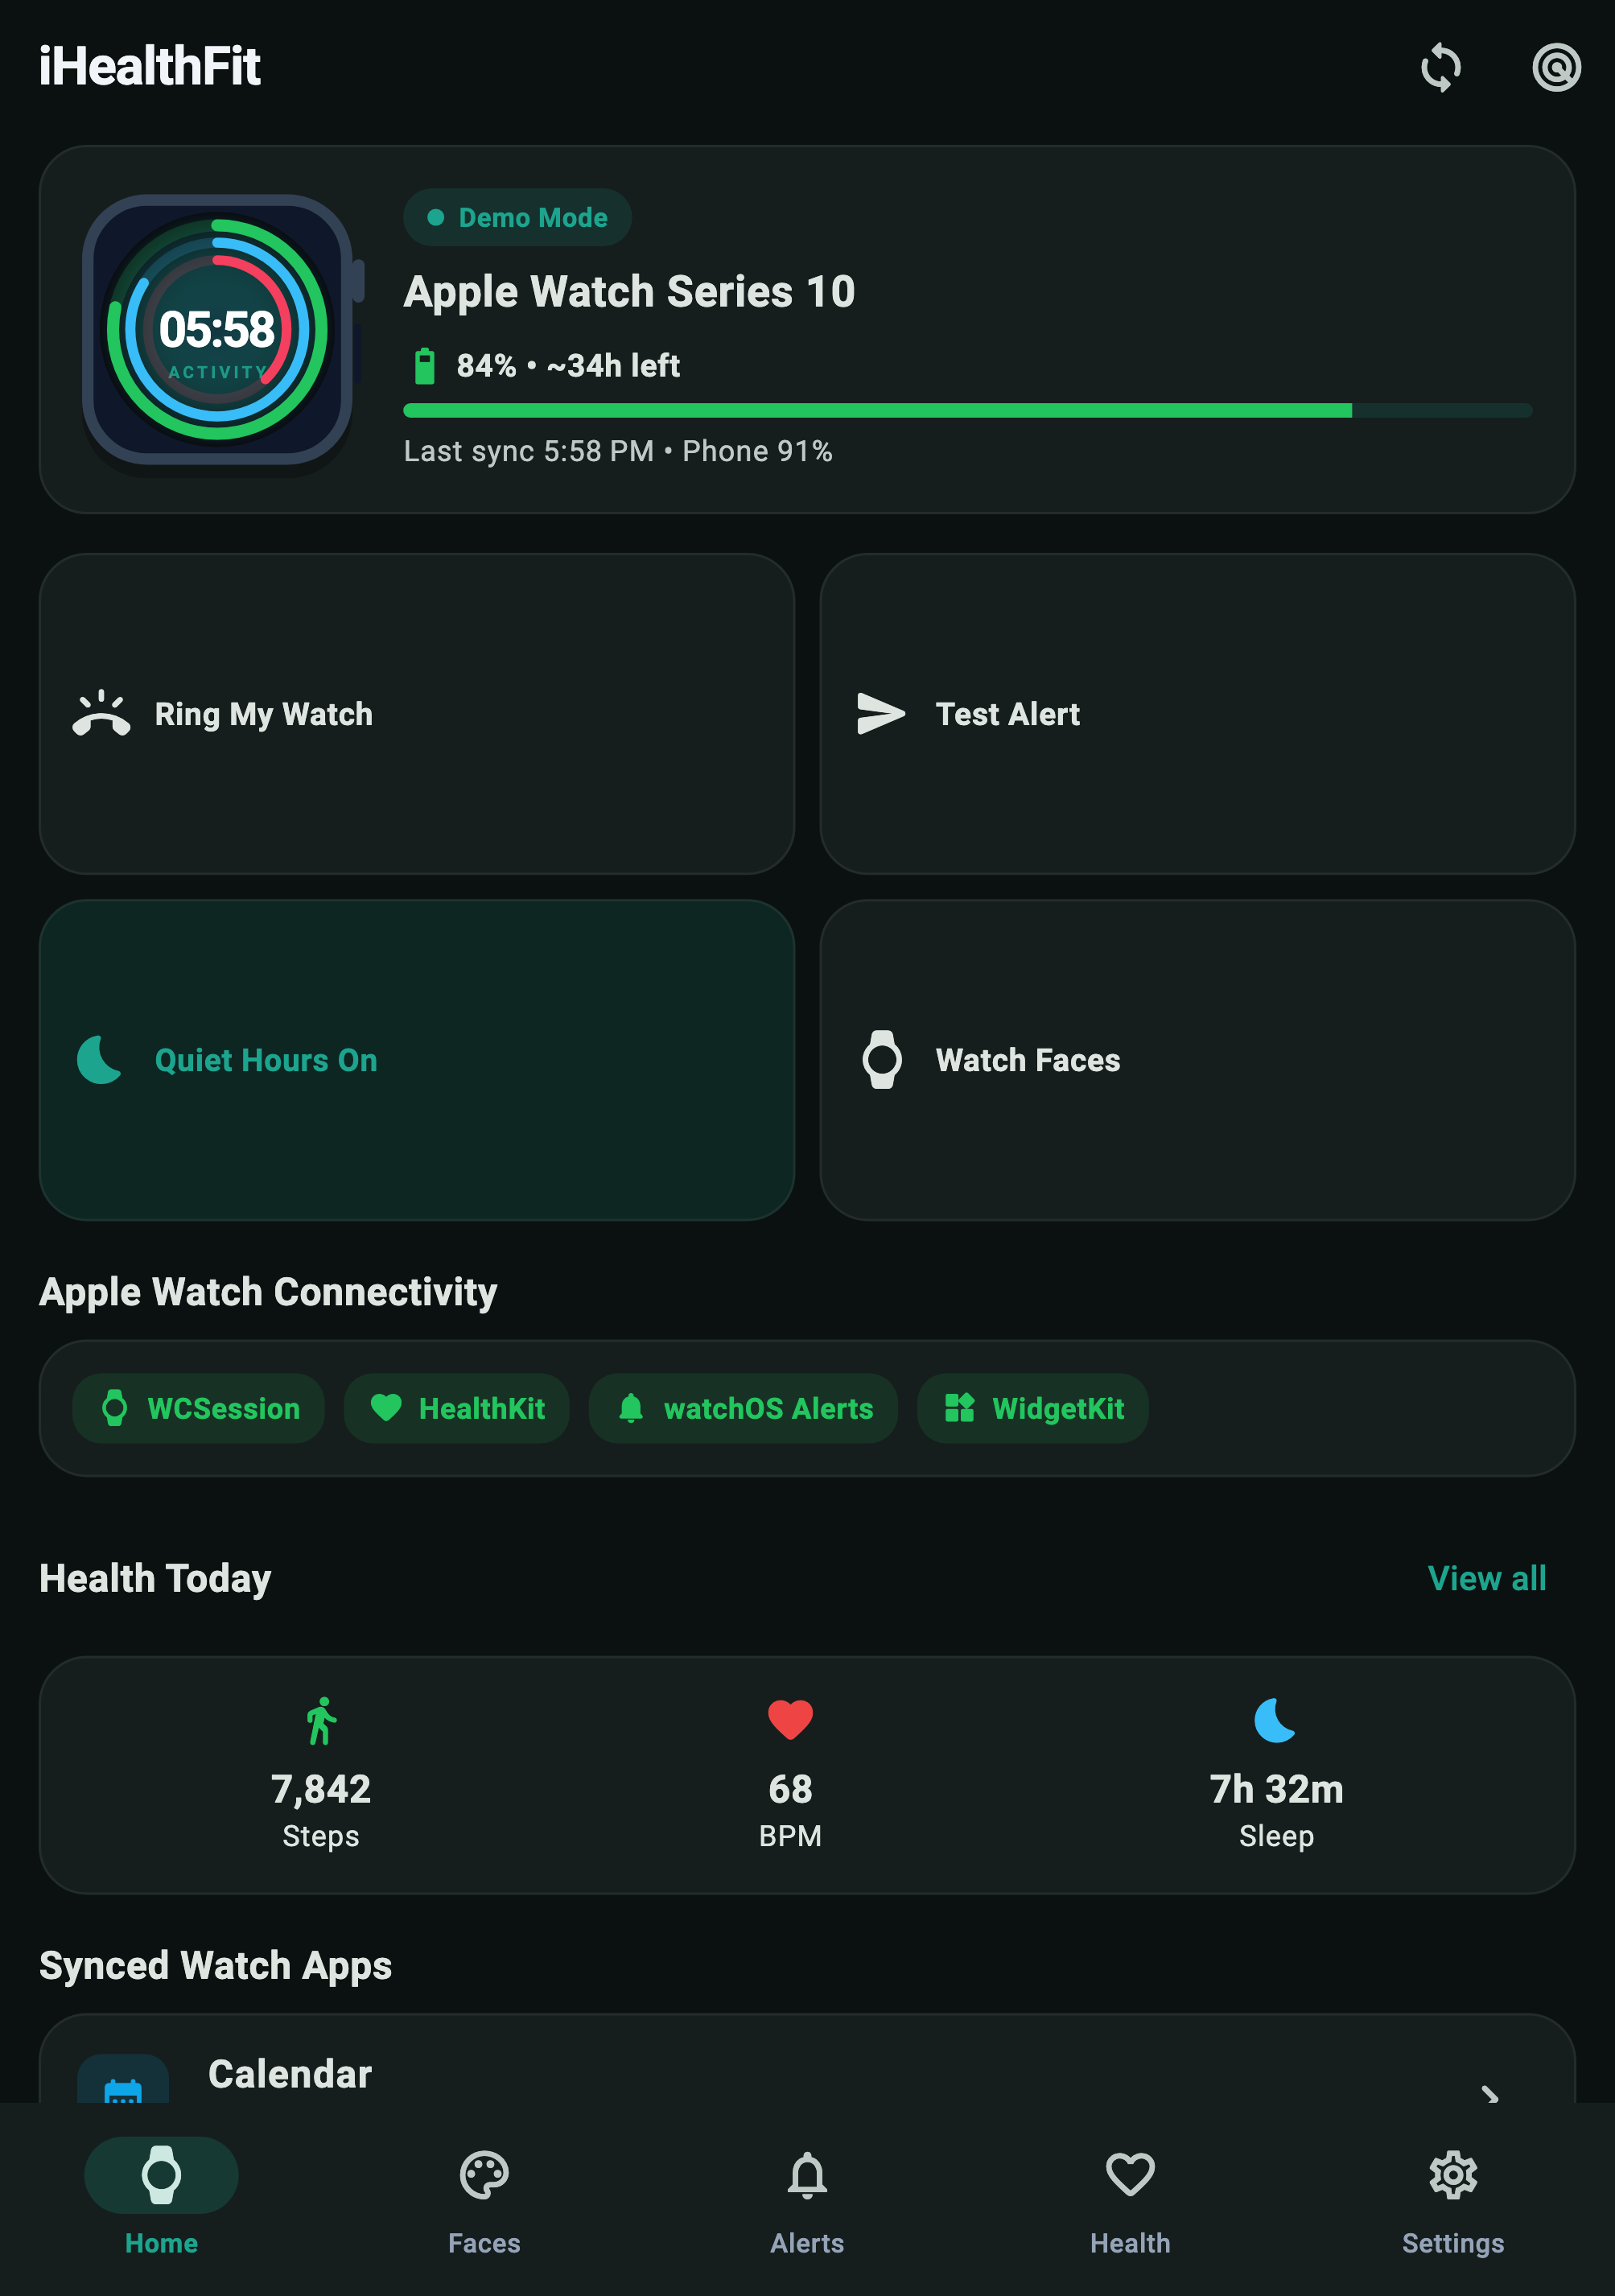 iHealthFit
Demo Mode
Apple Watch Series 10
05:58
ACTIVITY
84% • ~34h left
Last sync 5:58 PM • Phone 91%
Ring My Watch
Test Alert
Quiet Hours On
Watch Faces
Apple Watch Connectivity
WCSession
HealthKit
watchOS Alerts
WidgetKit
Health Today
View all
7,842
68
7h 32m
Steps
BPM
Sleep
Synced Watch Apps
Calendar
Home
Faces
Alerts
Health
Settings